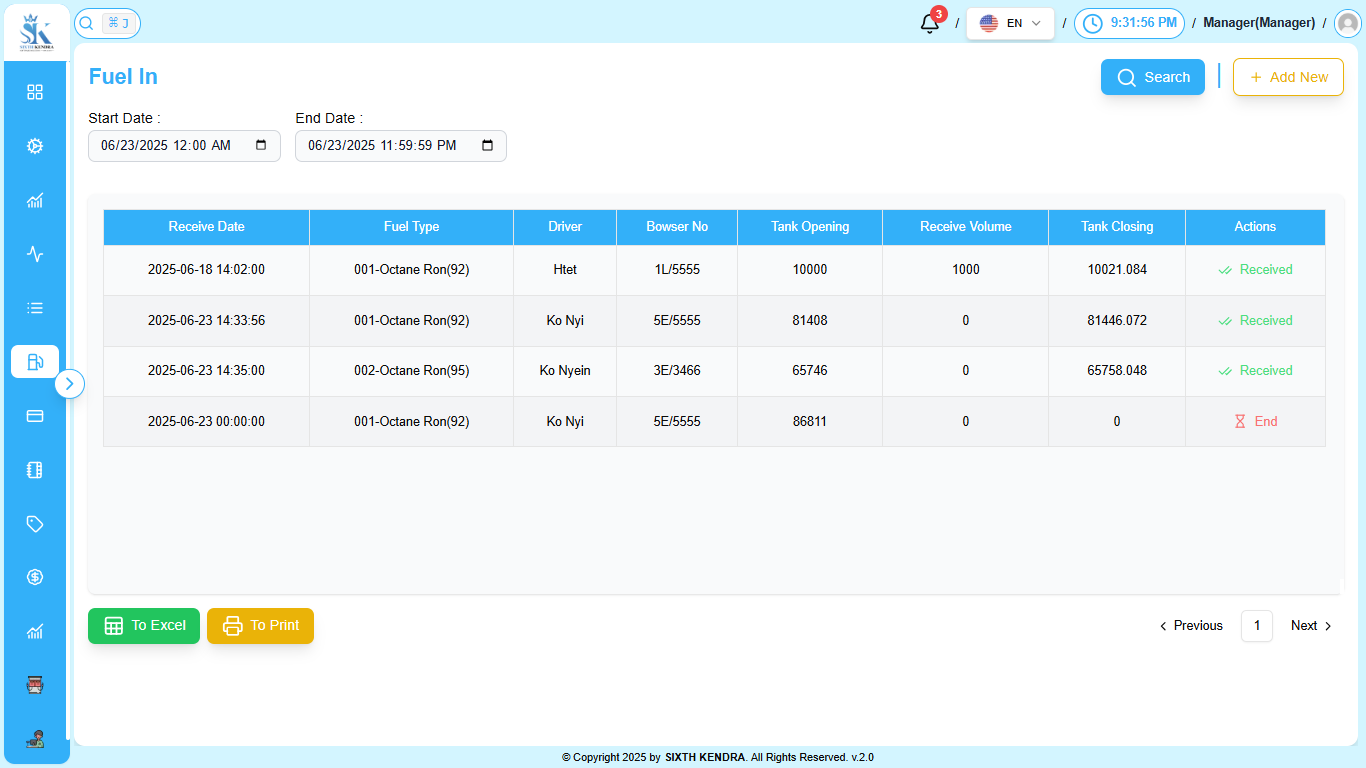 SK
SIXTH KENDRA
⌘ J
3
/
EN
/
9:31:56 PM
/ Manager(Manager) /
Fuel In
Search
+ Add New
Start Date :
End Date :
06/23/2025 12:00 AM
06/23/2025 11:59:59 PM
Receive Date Fuel Type Driver Bowser No Tank Opening Receive Volume Tank Closing Actions
2025-06-18 14:02:00 001-Octane Ron(92) Htet 1L/5555 10000 1000 10021.084 Received
2025-06-23 14:33:56 001-Octane Ron(92) Ko Nyi 5E/5555 81408 0 81446.072 Received
2025-06-23 14:35:00 002-Octane Ron(95) Ko Nyein 3E/3466 65746 0 65758.048 Received
2025-06-23 00:00:00 001-Octane Ron(92) Ko Nyi 5E/5555 86811 0 0 End
To Excel
To Print
Previous 1 Next
© Copyright 2025 by SIXTH KENDRA. All Rights Reserved. v.2.0